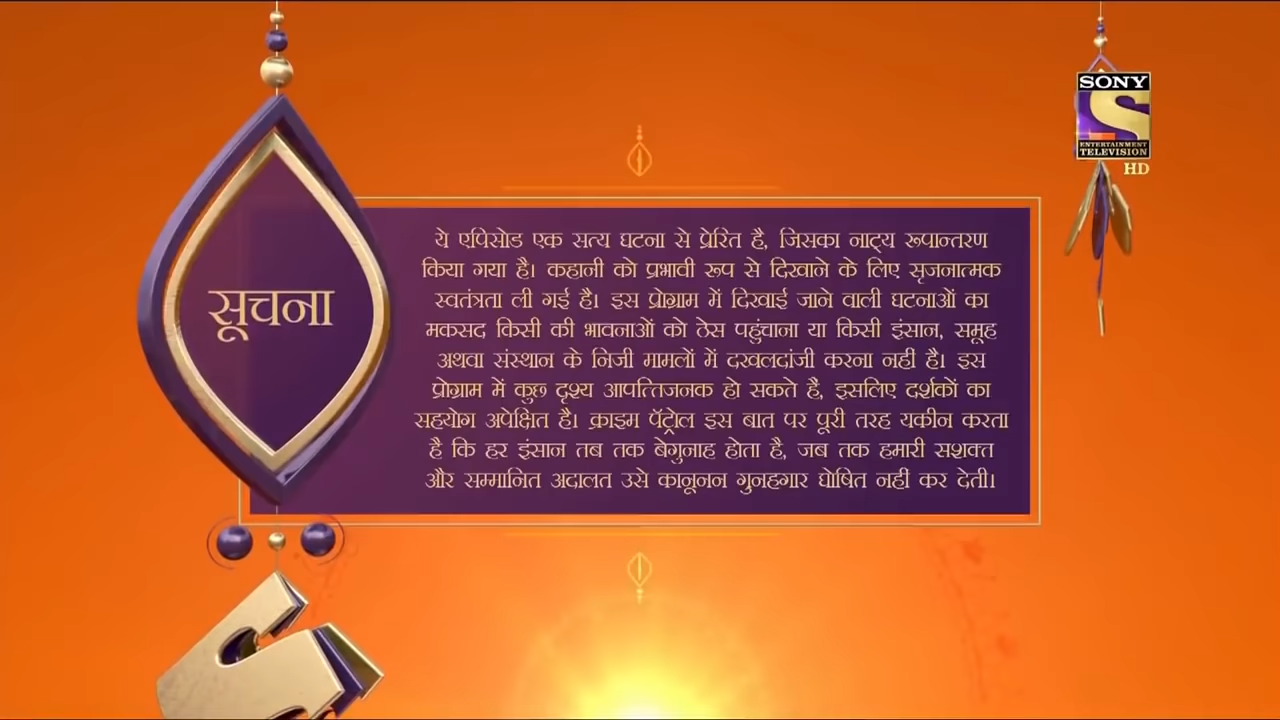 सूचना
ये एपिसोड एक सत्य घटना से प्रेरित है, जिसका नाट्य रूपान्तरण
किया गया है। कहानी को प्रभावी रूप से दिखाने के लिए सृजनात्मक
स्वतंत्रता ली गई है। इस प्रोग्राम में दिखाई जाने वाली घटनाओं का
मकसद किसी की भावनाओं को ठेस पहुंचाना या किसी इंसान, समूह
अथवा संस्थान के निजी मामलों में दखलदांजी करना नहीं है। इस
प्रोग्राम में कुछ दृश्य आपत्तिजनक हो सकते हैं, इसलिए दर्शकों का
सहयोग अपेक्षित है। क्राइम पॅट्रोल इस बात पर पूरी तरह यकीन करता
है कि हर इंसान तब तक बेगुनाह होता है, जब तक हमारी सशक्त
और सम्मानित अदालत उसे कानूनन गुनहगार घोषित नहीं कर देती।
SONY
ENTERTAINMENT
TELEVISION
HD